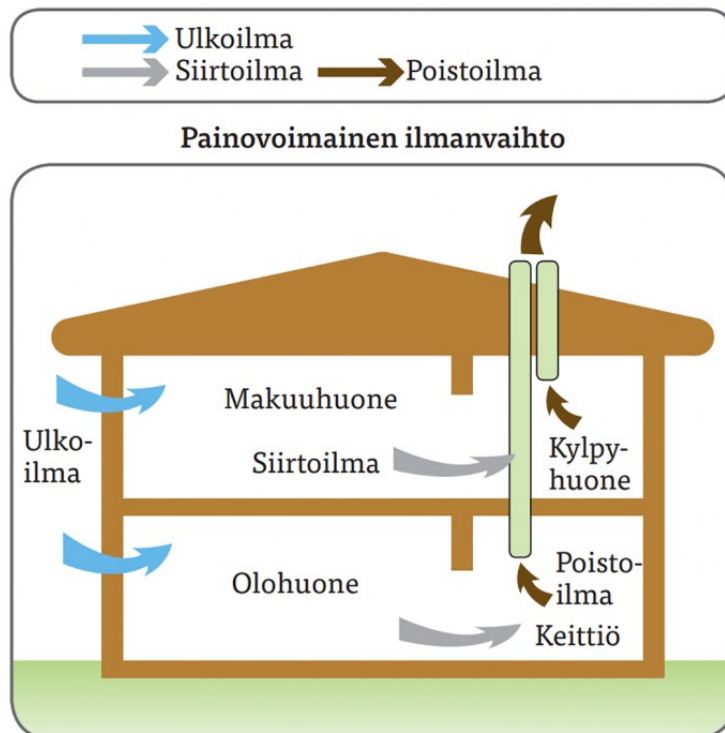 Ulkoilma
Siirtoilma Poistoilma
Painovoimainen ilmanvaihto
Makuuhuone
Ulko-
ilma
Siirtoilma
Kylpy-
huone
Olohuone
Poisto-
ilma
Keittiö